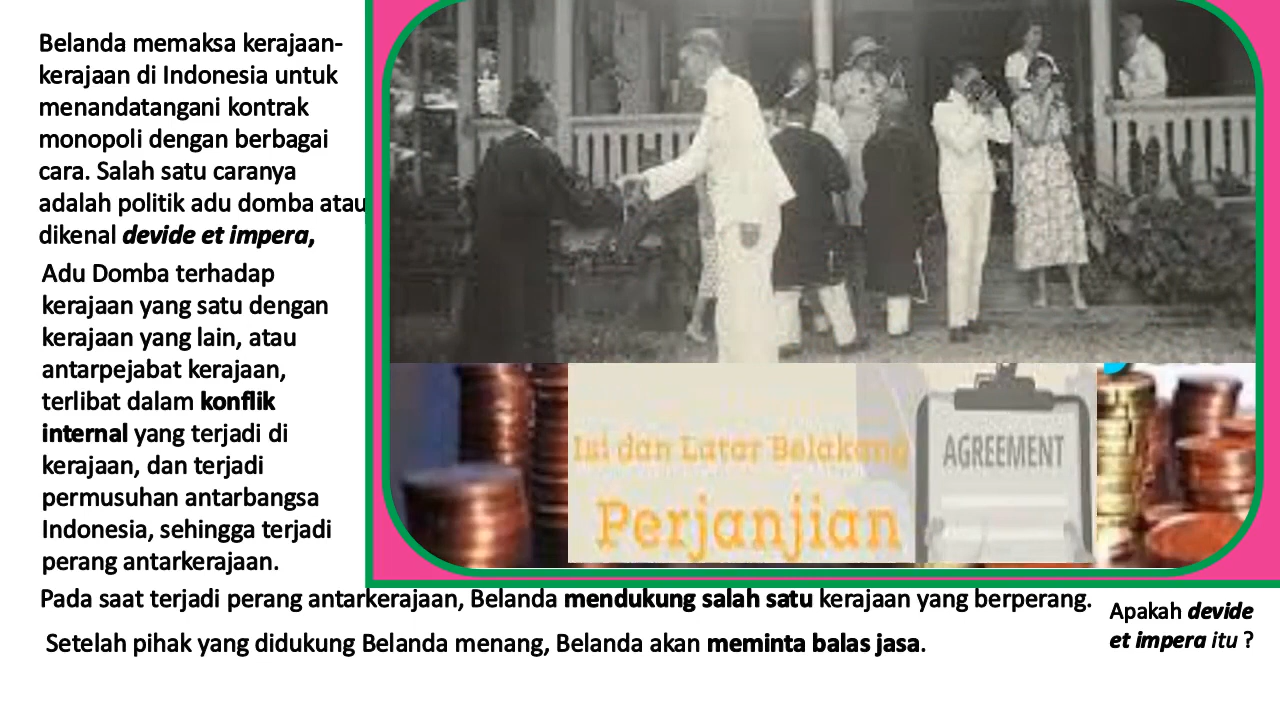 Belanda memaksa kerajaan-
kerajaan di Indonesia untuk
menandatangani kontrak
monopoli dengan berbagai
cara. Salah satu caranya
adalah politik adu domba atau
dikenal devide et impera,
Adu Domba terhadap
kerajaan yang satu dengan
kerajaan yang lain, atau
antarpejabat kerajaan,
terlibat dalam konflik
internal yang terjadi di
kerajaan, dan terjadi
permusuhan antarbangsa
Indonesia, sehingga terjadi
perang antarkerajaan.
Isi dan Latar Belakang
Perjanjian
AGREEMENT
Pada saat terjadi perang antarkerajaan, Belanda mendukung salah satu kerajaan yang berperang.
Setelah pihak yang didukung Belanda menang, Belanda akan meminta balas jasa.
Apakah devide
et impera itu ?